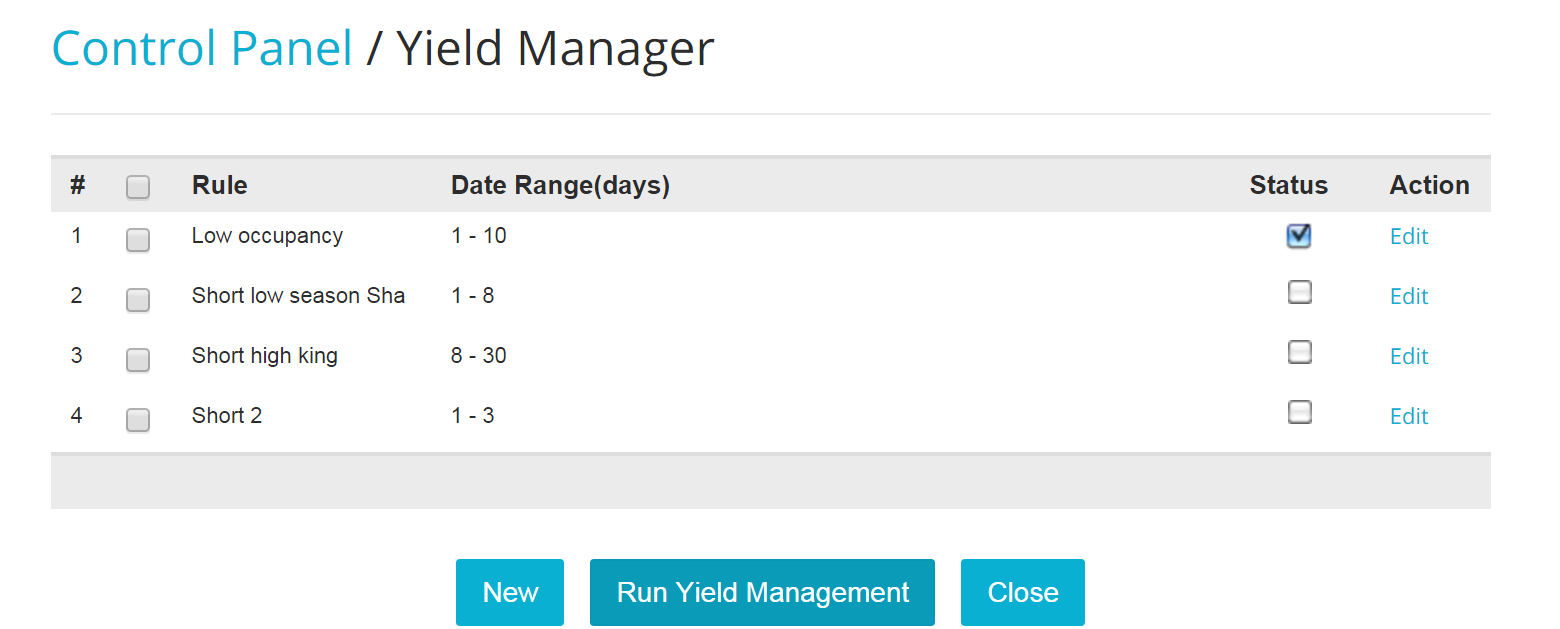 Control Panel / Yield Manager
# Rule Date Range(days) Status Action
1 Low occupancy 1 - 10 Edit
2 Short low season Sha 1 - 8 Edit
3 Short high king 8 - 30 Edit
4 Short 2 1 - 3 Edit
New Run Yield Management Close